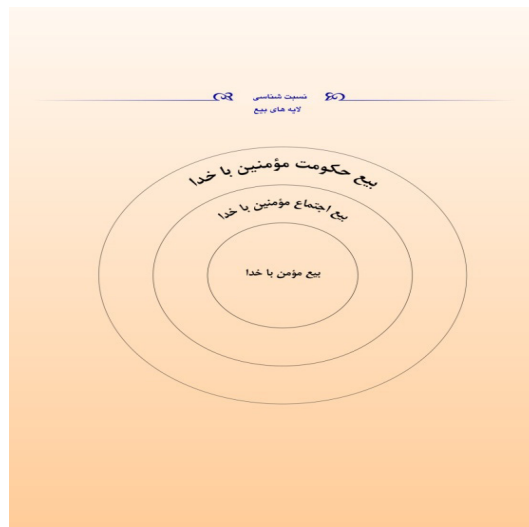 نسبت شناسی
لایه های بیع
بیع حکومت مؤمنین با خدا
بیع اجتماع مؤمنین با خدا
بیع مؤمن با خدا